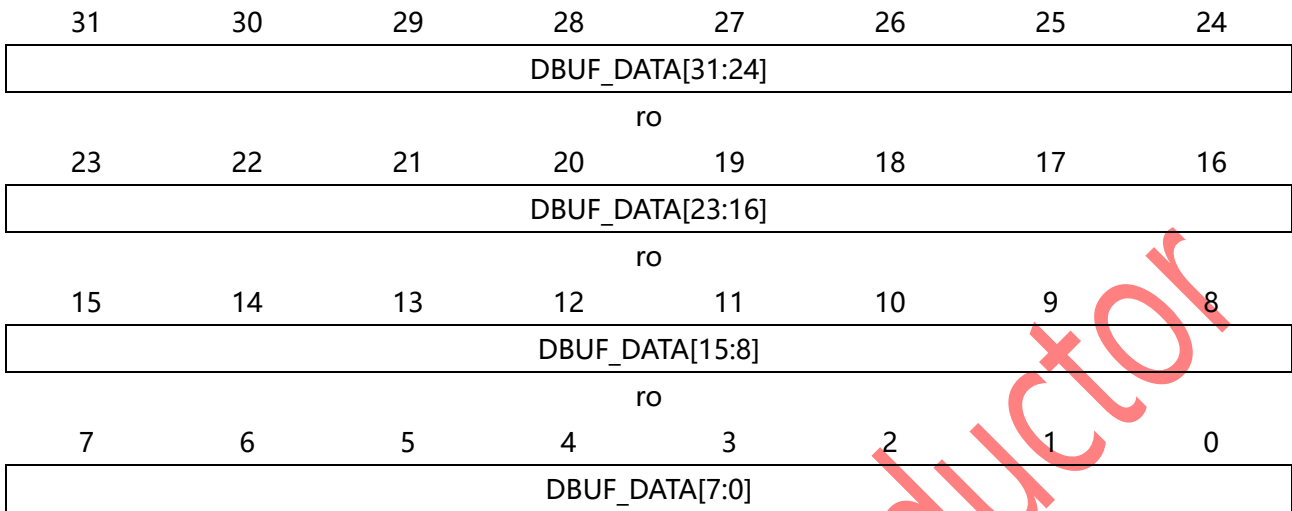 31 30 29 28 27 26 25 24
DBUF_DATA[31:24]
ro
23 22 21 20 19 18 17 16
DBUF_DATA[23:16]
ro
15 14 13 12 11 10 9 8
DBUF_DATA[15:8]
ro
7 6 5 4 3 2 1 0
DBUF_DATA[7:0]
ductor